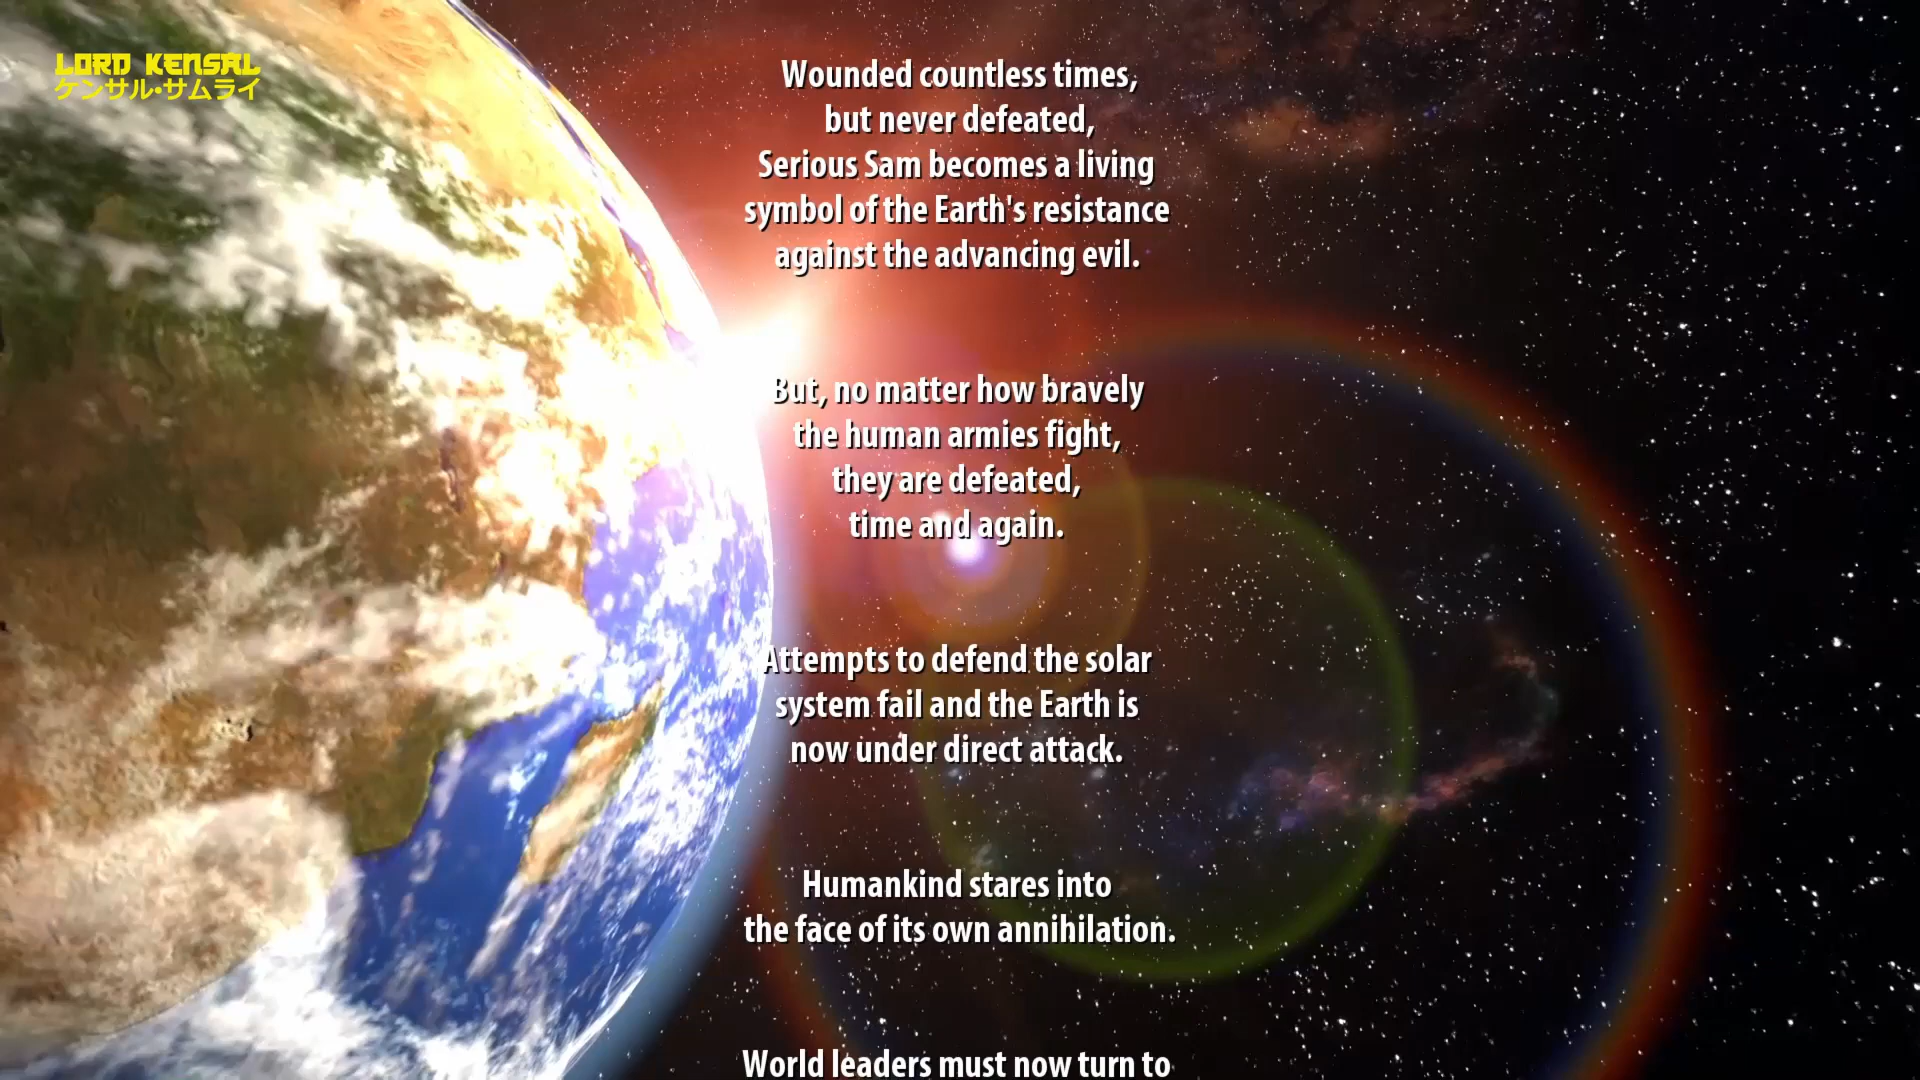 LORD KENSAL
ケンサル・サムライ
Wounded countless times,
but never defeated,
Serious Sam becomes a living
symbol of the Earth's resistance
against the advancing evil.
But, no matter how bravely
the human armies fight,
they are defeated,
time and again.
Attempts to defend the solar
system fail and the Earth is
now under direct attack.
Humankind stares into
the face of its own annihilation.
World leaders must now turn to